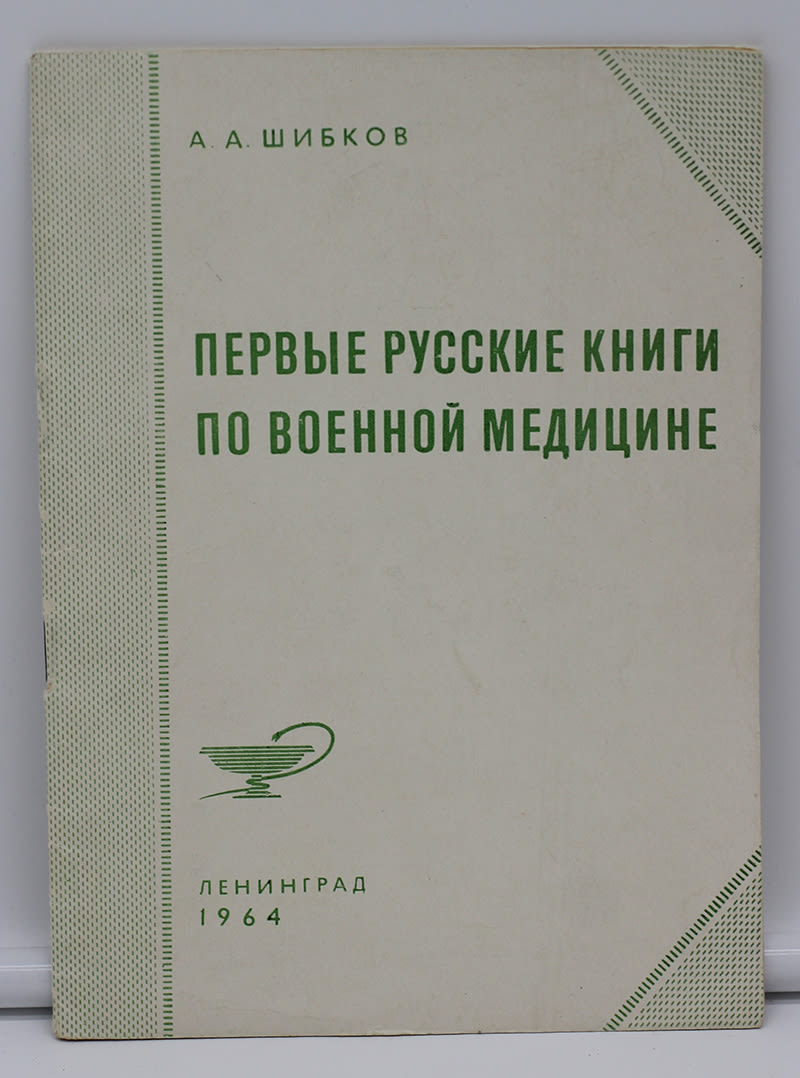 А. А. ШИБКОВ
ПЕРВЫЕ РУССКИЕ КНИГИ
ПО ВОЕННОЙ МЕДИЦИНЕ
ЛЕНИНГРАД
1964